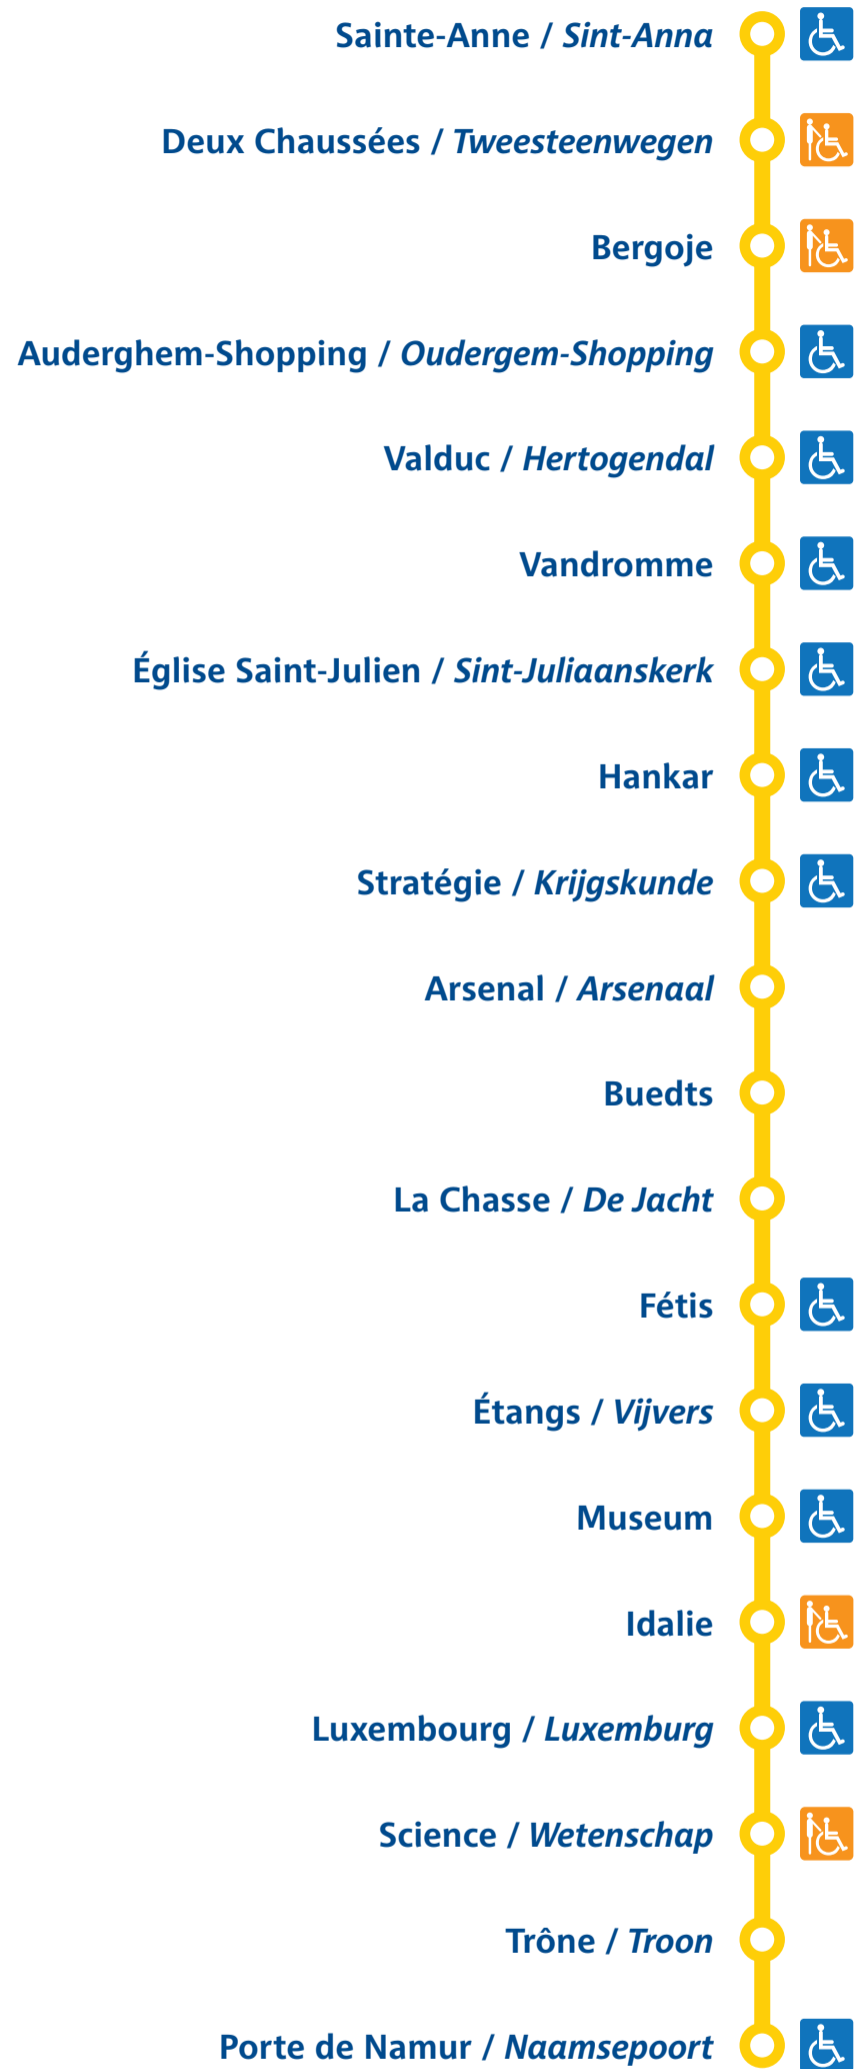 Sainte-Anne / Sint-Anna
Deux Chaussées / Tweesteenwegen
Bergoje
Auderghem-Shopping / Oudergem-Shopping
Valduc / Hertogendal
Vandromme
Église Saint-Julien / Sint-Juliaanskerk
Hankar
Stratégie / Krijgskunde
Arsenal / Arsenaal
Buedts
La Chasse / De Jacht
Fétis
Étangs / Vijvers
Museum
Idalie
Luxembourg / Luxemburg
Science / Wetenschap
Trône / Troon
Porte de Namur / Naamsepoort